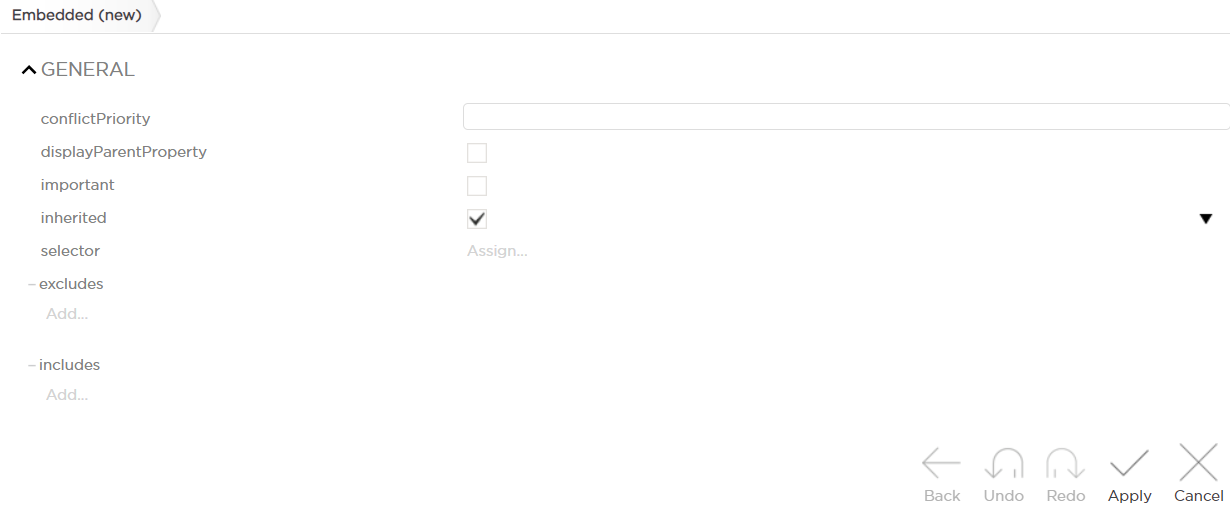 Embedded (new)
GENERAL
conflictPriority
displayParentProperty
important
inherited
selector Assign...
excludes
Add...
includes
Add...
Back Undo Redo Apply Cancel